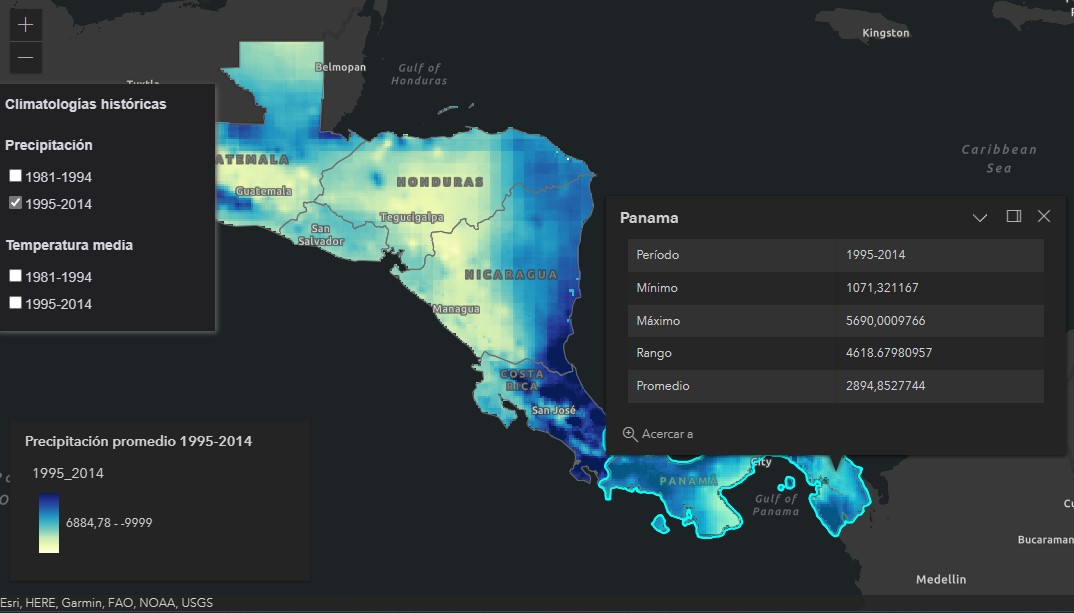 +
Kingston
Belmopan
Gulf of
Honduras
−
Climatologías históricas
Precipitación
1981-1994
1995-2014
Temperatura media
1981-1994
1995-2014
ATEMALA
Guatemala
HONDURAS
Tegucigalpa
San
Salvador
NICARAGUA
Managua
COSTA
RICA
San José
Caribbean
Sea
Panama
Período 1995-2014
Mínimo 1071,321167
Máximo 5690,0009766
Rango 4618.67980957
Promedio 2894,8527744
Acercar a
City
PANAMA
Gulf of
Panama
Precipitación promedio 1995-2014
1995_2014
6884,78 - -9999
Bucaraman
Medellin
Esri, HERE, Garmin, FAO, NOAA, USGS